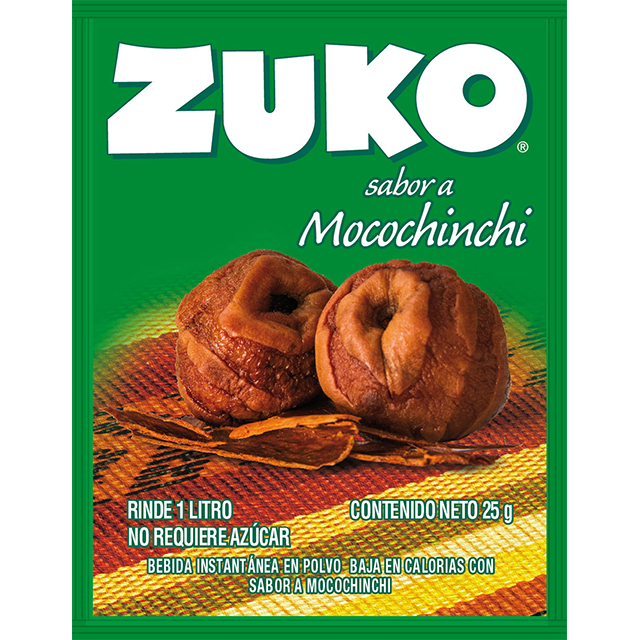 ZUKO®
sabor a
Mocochinchi
RINDE 1 LITRO
NO REQUIERE AZÚCAR
CONTENIDO NETO 25 g
BEBIDA INSTANTÁNEA EN POLVO BAJA EN CALORIAS CON
SABOR A MOCOCHINCHI